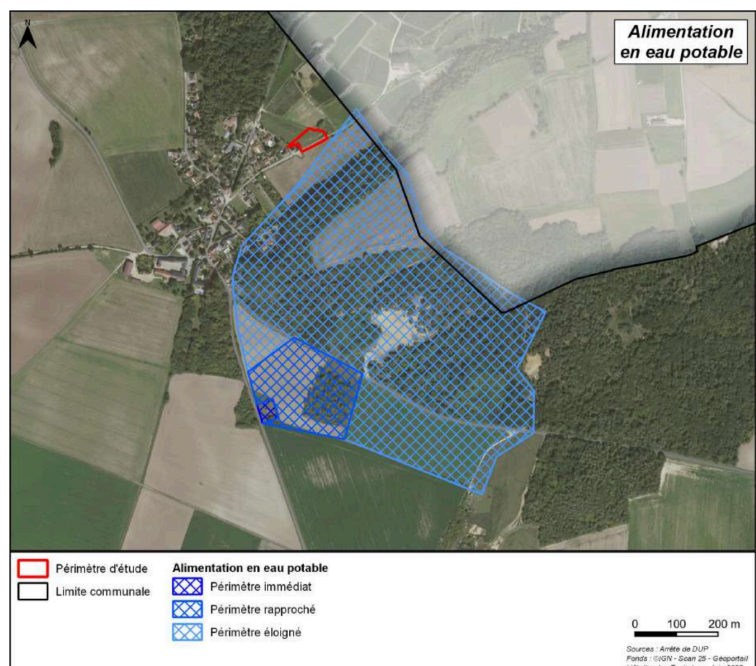 N
Alimentation
en eau potable
Périmètre d'étude
Limite communale
Alimentation en eau potable
Périmètre immédiat
Périmètre rapproché
Périmètre éloigné
0 100 200 m
Sources : Arrêté de DUP
Fonds : ©IGN - Scan 25 - Géoportail